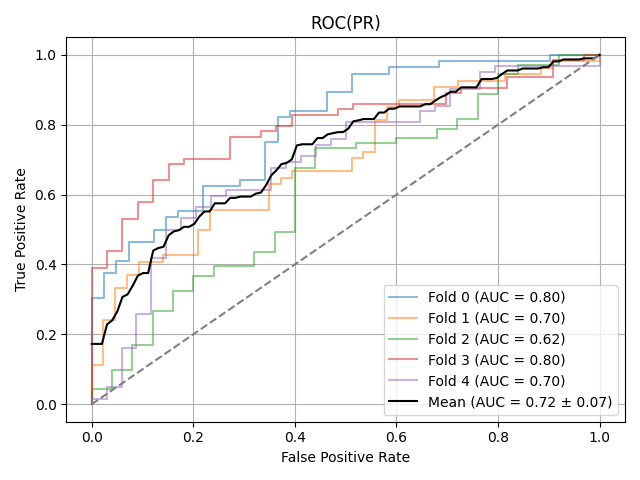 ROC(PR)
True Positive Rate
1.0
0.8
0.6
0.4
0.2
0.0
Fold 0 (AUC = 0.80)
Fold 1 (AUC = 0.70)
Fold 2 (AUC = 0.62)
Fold 3 (AUC = 0.80)
Fold 4 (AUC = 0.70)
Mean (AUC = 0.72 ± 0.07)
0.0 0.2 0.4 0.6 0.8 1.0
False Positive Rate